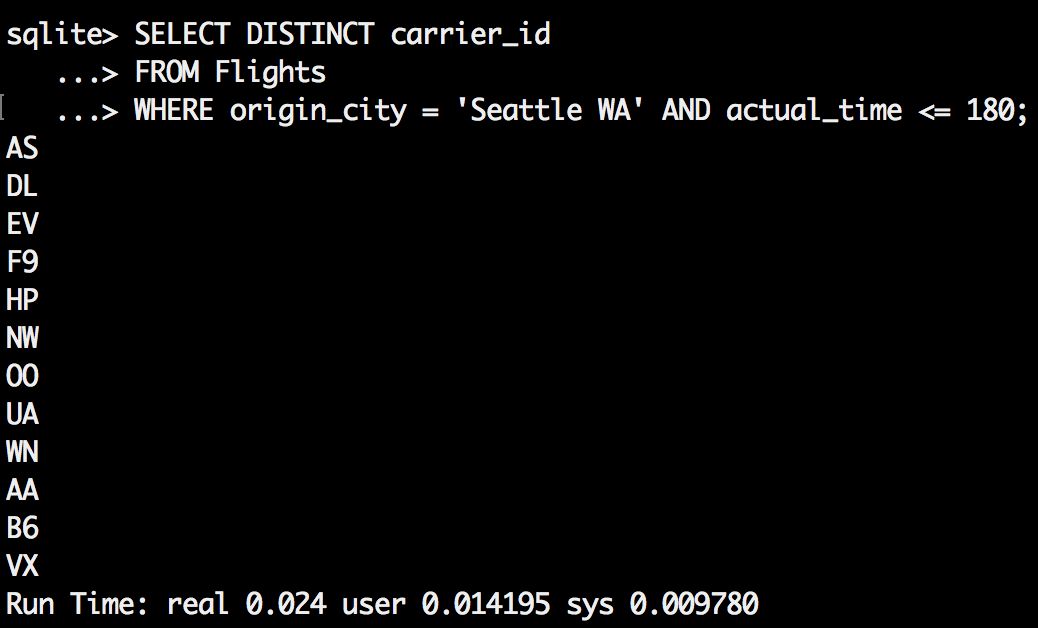 sqlite> SELECT DISTINCT carrier_id
...> FROM Flights
...> WHERE origin_city = 'Seattle WA' AND actual_time <= 180;
AS
DL
EV
F9
HP
NW
OO
UA
WN
AA
B6
VX
Run Time: real 0.024 user 0.014195 sys 0.009780